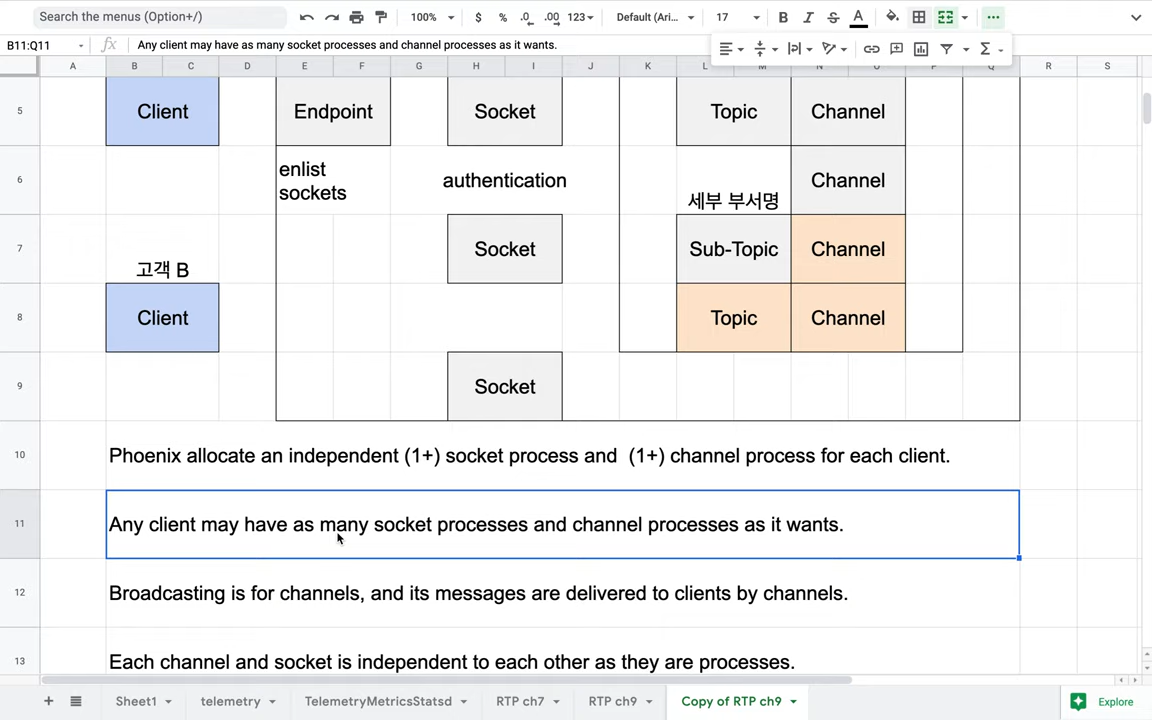 Search the menus (Option+/)
100%
$
%
.0
.00
123
Default (Ari...
17
B
I
S
A
B11:Q11
fx
Any client may have as many socket processes and channel processes as it wants.
A B C D E F G H I J K L M N O P Q R S
5
Client
Endpoint
Socket
Topic
Channel
6
enlist
sockets
authentication
세부 부서명
Channel
7
고객 B
Socket
Sub-Topic
Channel
8
Client
Topic
Channel
9
Socket
10
Phoenix allocate an independent (1+) socket process and (1+) channel process for each client.
11
Any client may have as many socket processes and channel processes as it wants.
12
Broadcasting is for channels, and its messages are delivered to clients by channels.
13
Each channel and socket is independent to each other as they are processes.
Sheet1
telemetry
TelemetryMetricsStatsd
RTP ch7
RTP ch9
Copy of RTP ch9
Explore